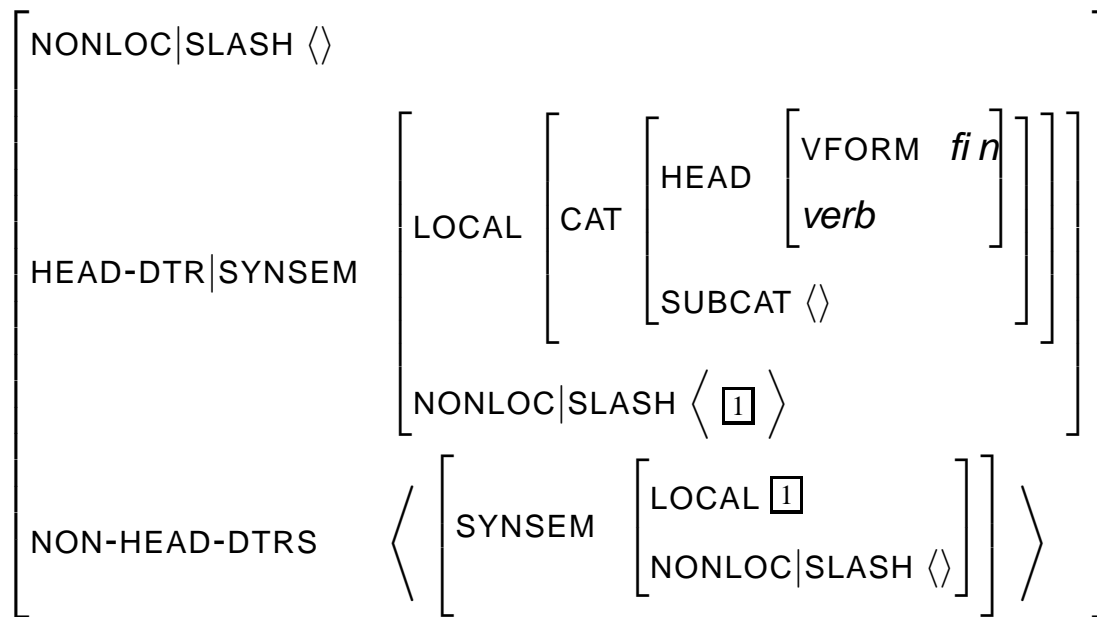 NONLOC|SLASH ⟨⟩
HEAD-DTR|SYNSEM LOCAL CAT HEAD VFORM fin
verb
SUBCAT ⟨⟩
NONLOC|SLASH ⟨ 1 ⟩
NON-HEAD-DTRS ⟨ SYNSEM LOCAL 1
NONLOC|SLASH ⟨⟩ ⟩